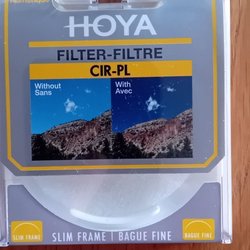 HOYA
FILTER-FILTRE
CIR-PL
Without With
Sans Avec
SLIM FRAME | BAGUE FINE
SLIM FRAME BAGUE FINE